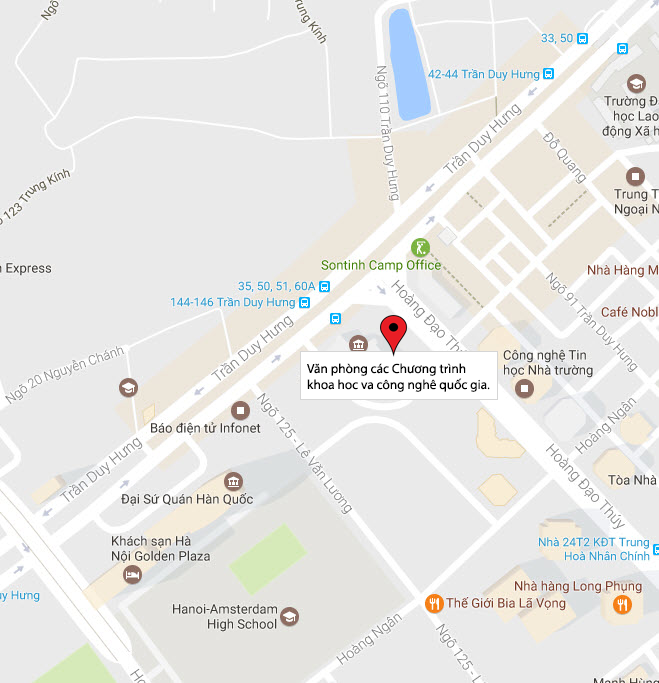 Ngõ
Trung Kính
33, 50
42-44 Trần Duy Hưng
Ngõ 110 Trần Duy Hưng
Trần Duy Hưng
Trường Đ
học Lao
động Xã h
Đỗ Quang
Trung T
Ngoại N
123 Trung Kính
Express
Sontinh Camp Office
Nhà Hàng M
35, 50, 51, 60A
144-146 Trần Duy Hưng
Hoàng Đạo Thúy
Ngõ 91 Trần Duy Hưng
Café Nobl
Trần Duy Hưng
Ngõ 20 Nguyên Chánh
Văn phòng các Chương trình
khoa học va công nghê quốc gia.
Công nghệ Tin
học Nhà trường
Báo điện tử Infonet
Ngõ 125 - Lê Văn Lương
Hoàng Ngân
Trần Duy Hưng
Hoàng Đạo Thúy
Tòa Nhà
Đại Sứ Quán Hàn Quốc
Khách sạn Hà
Nội Golden Plaza
Nhà 24T2 KĐT Trung
Hoà Nhân Chính
uy Hưng
Nhà hàng Long Phụng
Thế Giới Bia Lã Vọng
Hanoi-Amsterdam
High School
Hoàng Ngân
Ngõ 125 -
Mạnh Hùng